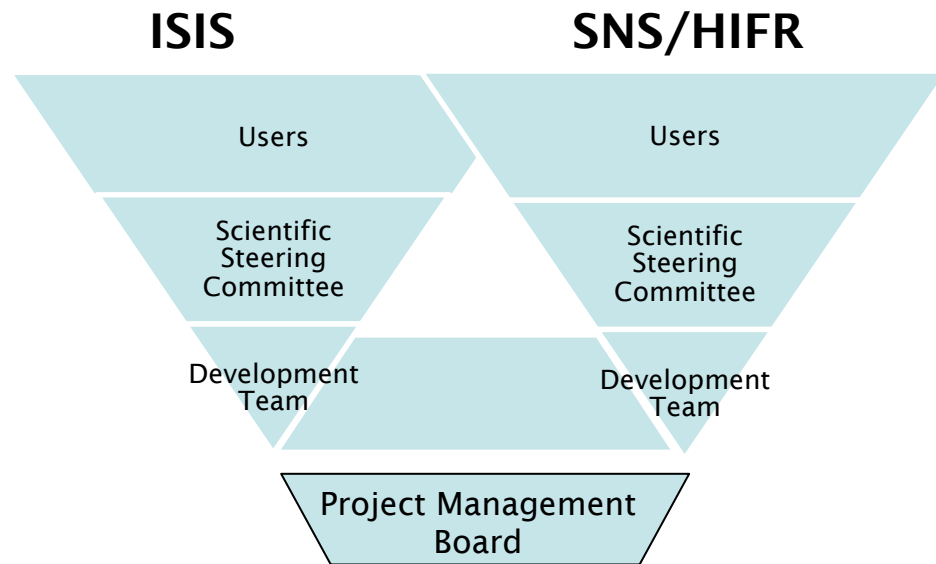 ISIS
SNS/HIFR
Users
Users
Scientific
Steering
Committee
Scientific
Steering
Committee
Development
Team
Development
Team
Project Management
Board